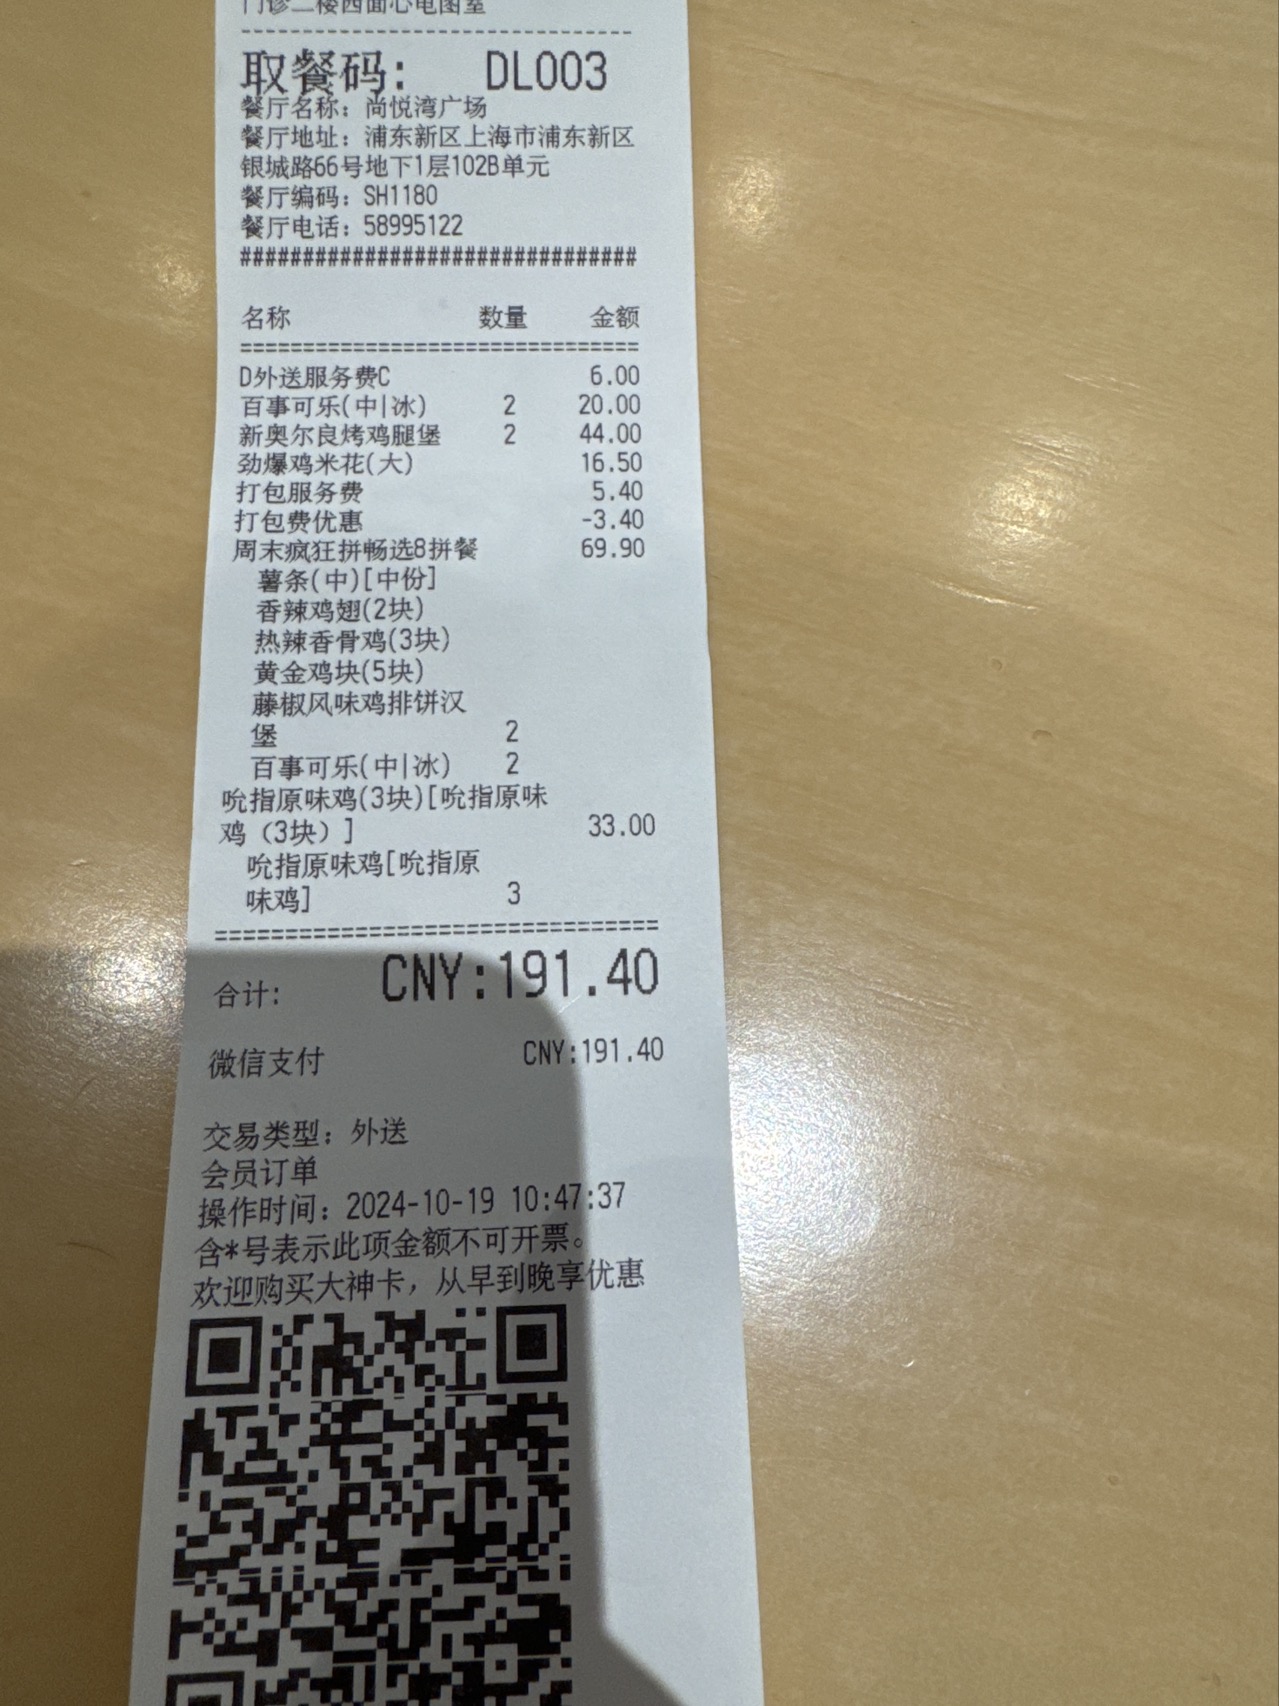 门诊二楼西面心电图室
--------------------------------
取餐码: DL003
餐厅名称: 尚悦湾广场
餐厅地址: 浦东新区上海市浦东新区
银城路66号地下1层102B单元
餐厅编码: SH1180
餐厅电话: 58995122
################################
名称 数量 金额
================================
D外送服务费C 6.00
百事可乐(中|冰) 2 20.00
新奥尔良烤鸡腿堡 2 44.00
劲爆鸡米花(大) 16.50
打包服务费 5.40
打包费优惠 -3.40
周末疯狂拼畅选8拼餐 69.90
薯条(中)[中份]
香辣鸡翅(2块)
热辣香骨鸡(3块)
黄金鸡块(5块)
藤椒风味鸡排饼汉
堡 2
百事可乐(中|冰) 2
吮指原味鸡(3块)[吮指原味
鸡（3块）] 33.00
吮指原味鸡[吮指原
味鸡] 3
================================
合计: CNY:191.40
微信支付 CNY:191.40
交易类型: 外送
会员订单
操作时间: 2024-10-19 10:47:37
含*号表示此项金额不可开票。
欢迎购买大神卡，从早到晚享优惠